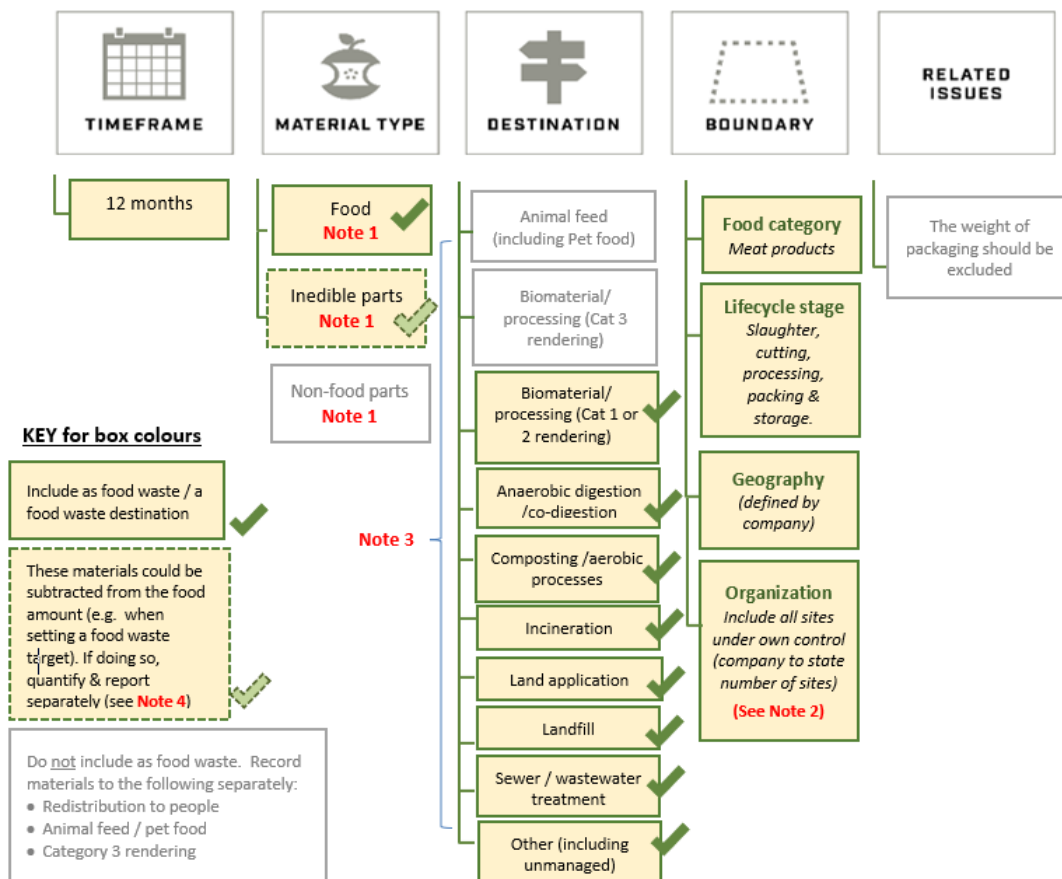 TIMEFRAME
MATERIAL TYPE
DESTINATION
BOUNDARY
RELATED
ISSUES
12 months
Food
Note 1
Inedible parts
Note 1
Non-food parts
Note 1
Note 3
Animal feed
(including Pet food)
Biomaterial/
processing (Cat 3
rendering)
Biomaterial/
processing (Cat 1 or
2 rendering)
Anaerobic digestion
/co-digestion
Composting /aerobic
processes
Incineration
Land application
Landfill
Sewer / wastewater
treatment
Other (including
unmanaged)
Food category
Meat products
Lifecycle stage
Slaughter,
cutting,
processing,
packing &
storage.
Geography
(defined by
company)
Organization
Include all sites
under own control
(company to state
number of sites)
(See Note 2)
The weight of
packaging should be
excluded
KEY for box colours
Include as food waste / a
food waste destination
These materials could be
subtracted from the food
amount (e.g. when
setting a food waste
target). If doing so,
quantify & report
separately (see Note 4)
Do not include as food waste. Record
materials to the following separately:
• Redistribution to people
• Animal feed / pet food
• Category 3 rendering